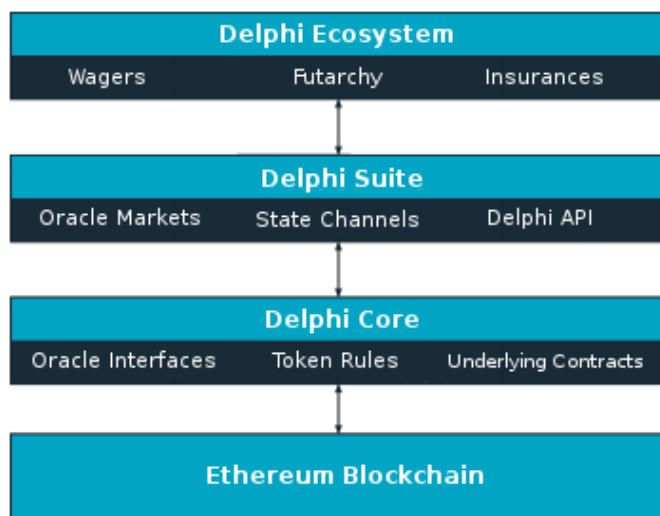 Delphi Ecosystem
Wagers Futarchy Insurances
Delphi Suite
Oracle Markets State Channels Delphi API
Delphi Core
Oracle Interfaces Token Rules Underlying Contracts
Ethereum Blockchain